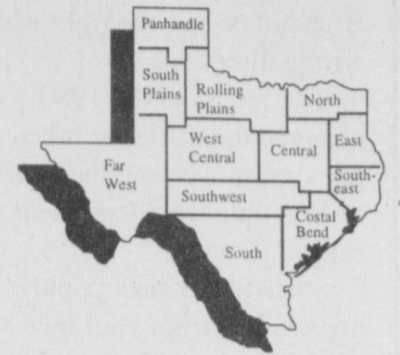 Panhandle
South
Plains
Rolling
Plains
North
West
Central
Central
East
Far
West
South-
east
Southwest
Costal
Bend
South